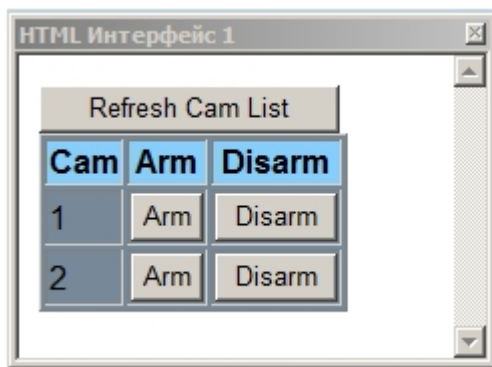 HTML Интерфейс 1
Refresh Cam List
Cam Arm Disarm
1 Arm Disarm
2 Arm Disarm